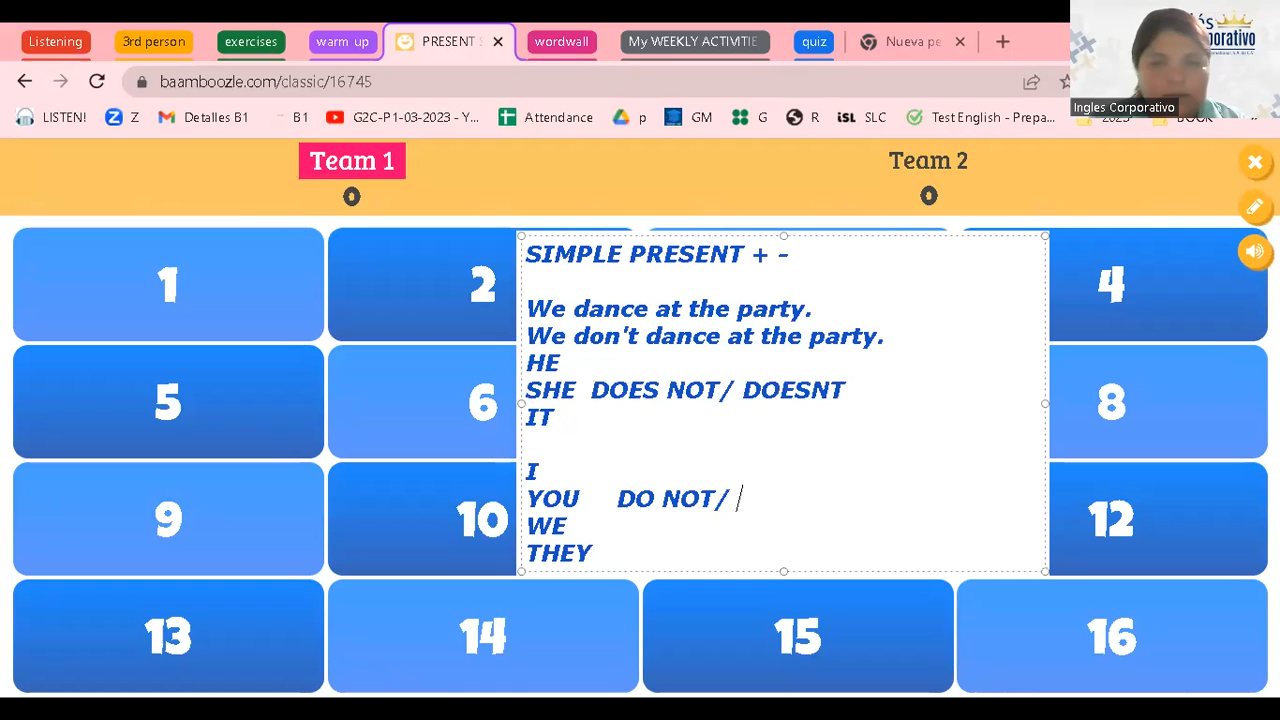 Listening
3rd person
exercises
warm up
PRESENT S
wordwall
My WEEKLY ACTIVITIE
quiz
Nueva pe
baamboozle.com/classic/16745
LISTEN!
Z
Detalles B1
B1
G2C-P1-03-2023 - Y...
Attendance
p
GM
G
R
iSL SLC
Test English - Prepa...
2023
BOOK
Ingles Corporativo
Team 1
0
Team 2
0
1
2
4
5
6
8
9
10
12
13
14
15
16
SIMPLE PRESENT + -
We dance at the party.
We don't dance at the party.
HE
SHE DOES NOT/ DOESNT
IT
I
YOU DO NOT/
WE
THEY